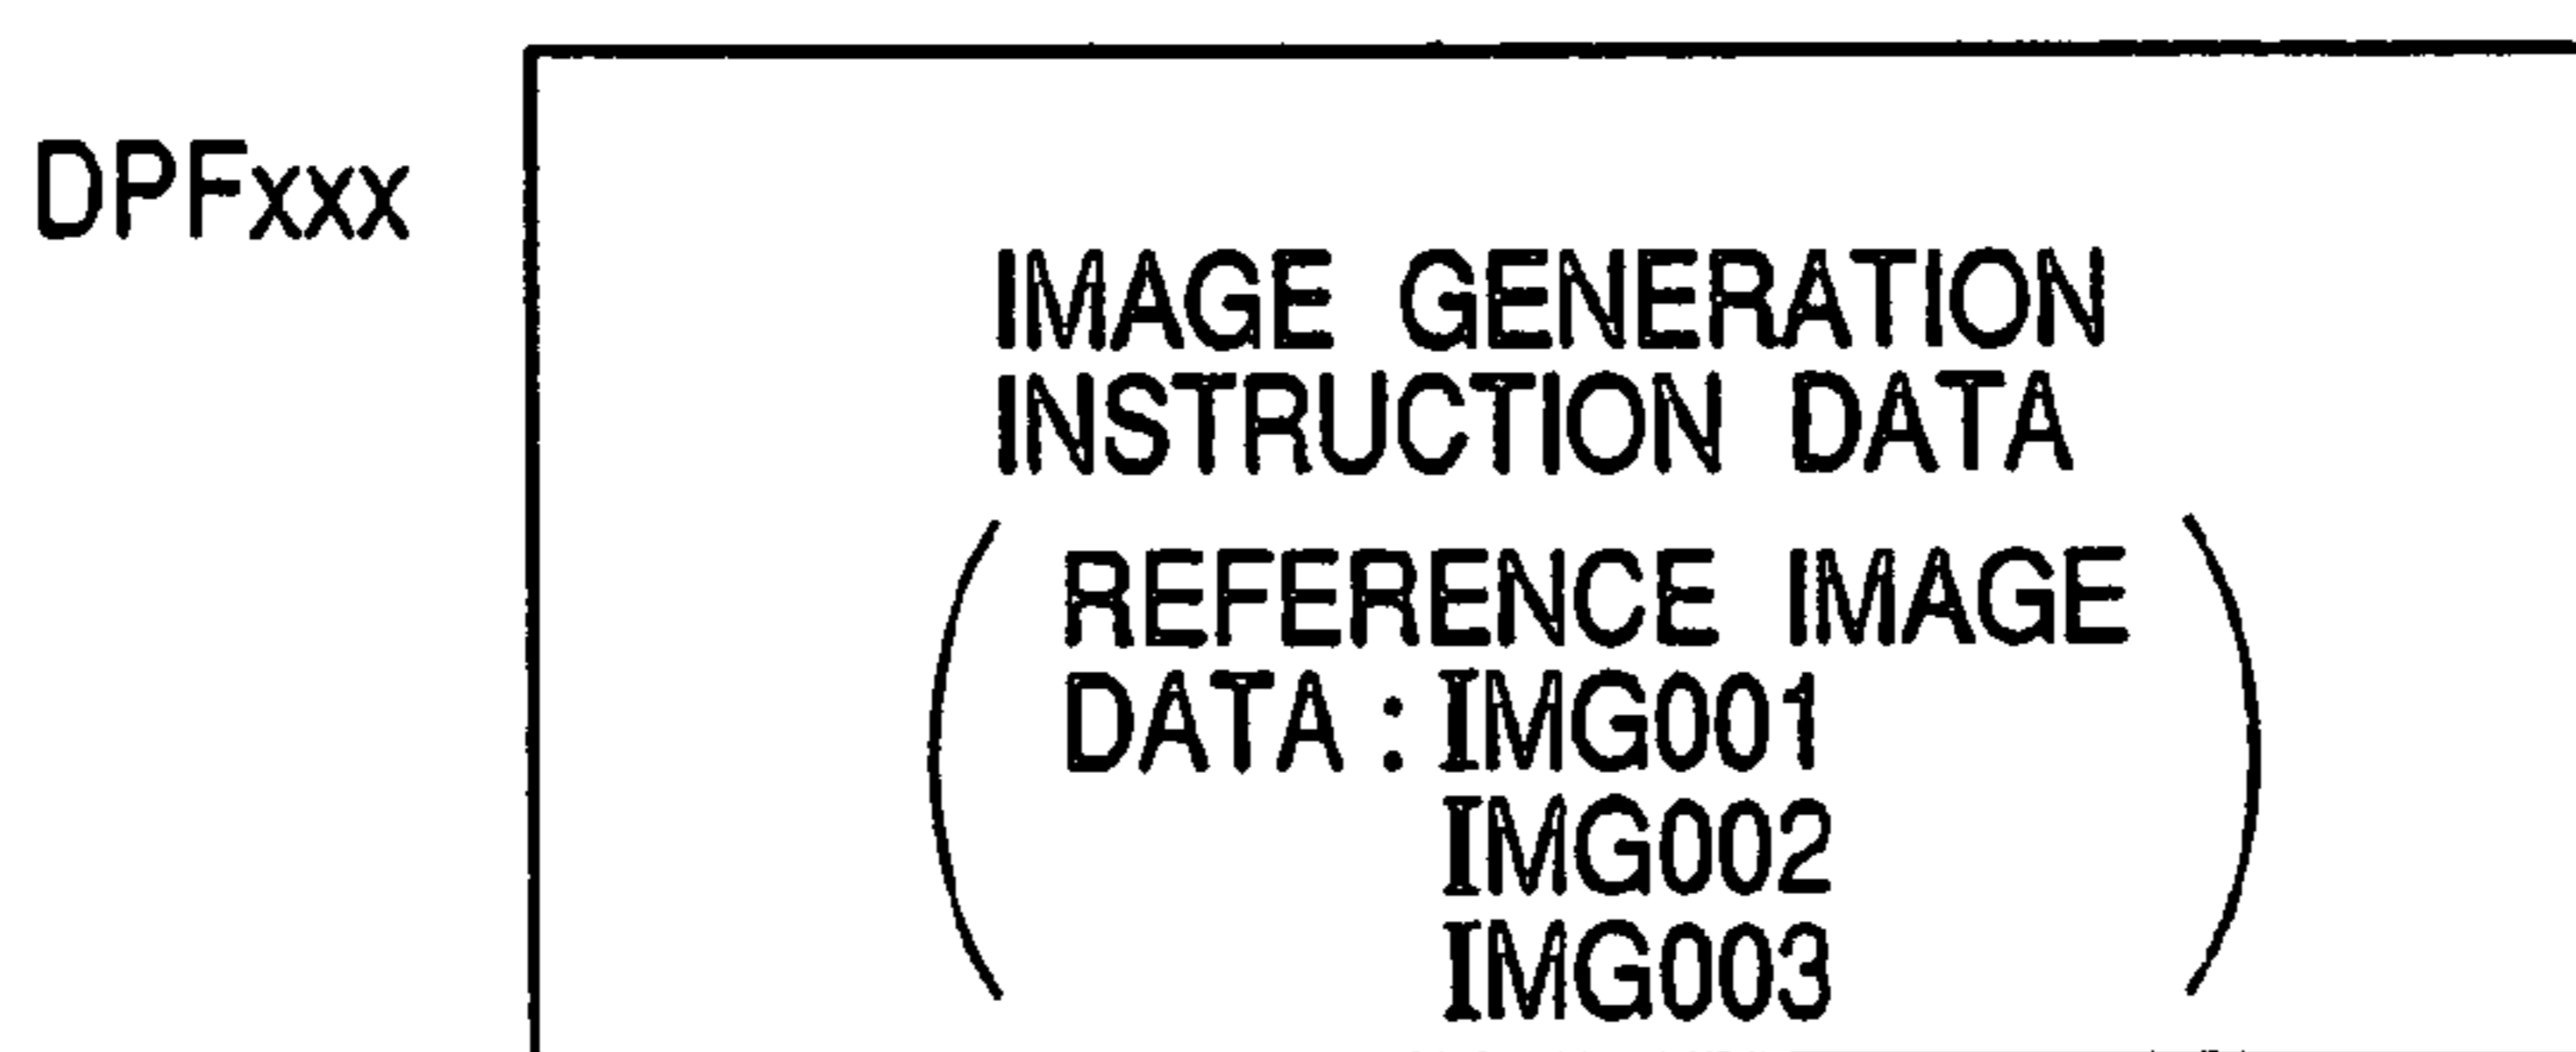 DPFxxx
IMAGE GENERATION
INSTRUCTION DATA
REFERENCE IMAGE
DATA : IMG001
IMG002
IMG003